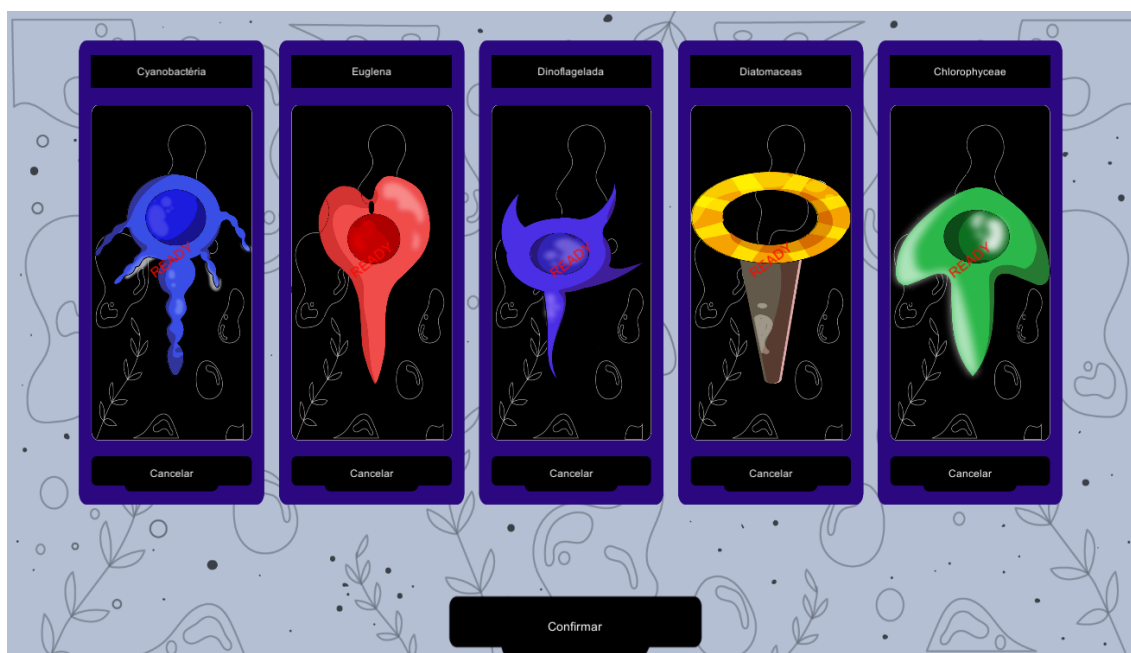 Cyanobactéria
Euglena
Dinoflagelada
Diatomaceas
Chlorophyceae
READY
READY
READY
READY
READY
Cancelar
Cancelar
Cancelar
Cancelar
Cancelar
Confirmar